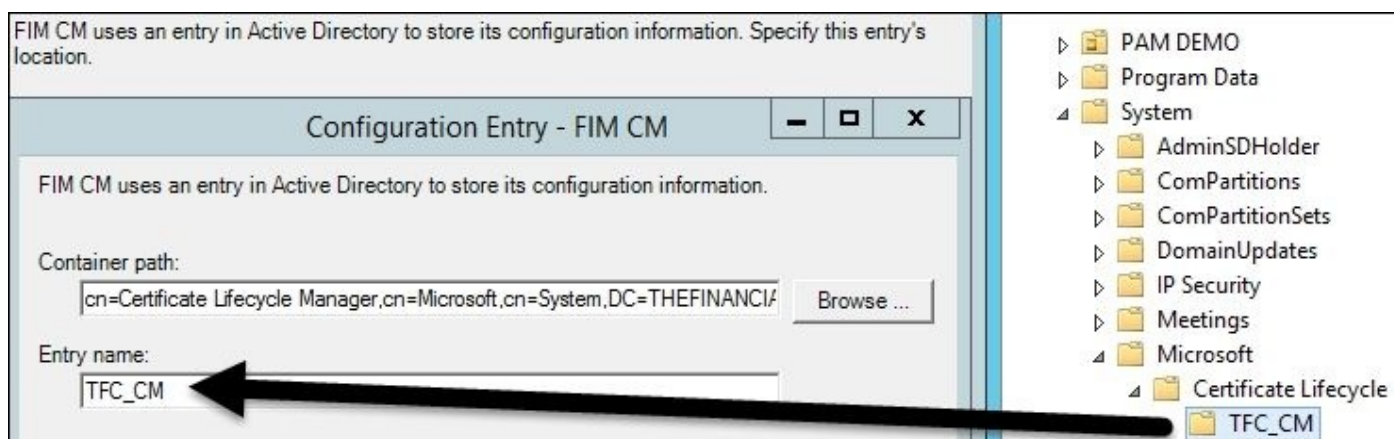 FIM CM uses an entry in Active Directory to store its configuration information. Specify this entry's
location.
Configuration Entry - FIM CM
FIM CM uses an entry in Active Directory to store its configuration information.
Container path:
cn=Certificate Lifecycle Manager,cn=Microsoft,cn=System,DC=THEFINANCIA
Browse ...
Entry name:
TFC_CM
PAM DEMO
Program Data
System
AdminSDHolder
ComPartitions
ComPartitionSets
DomainUpdates
IP Security
Meetings
Microsoft
Certificate Lifecycle
TFC_CM